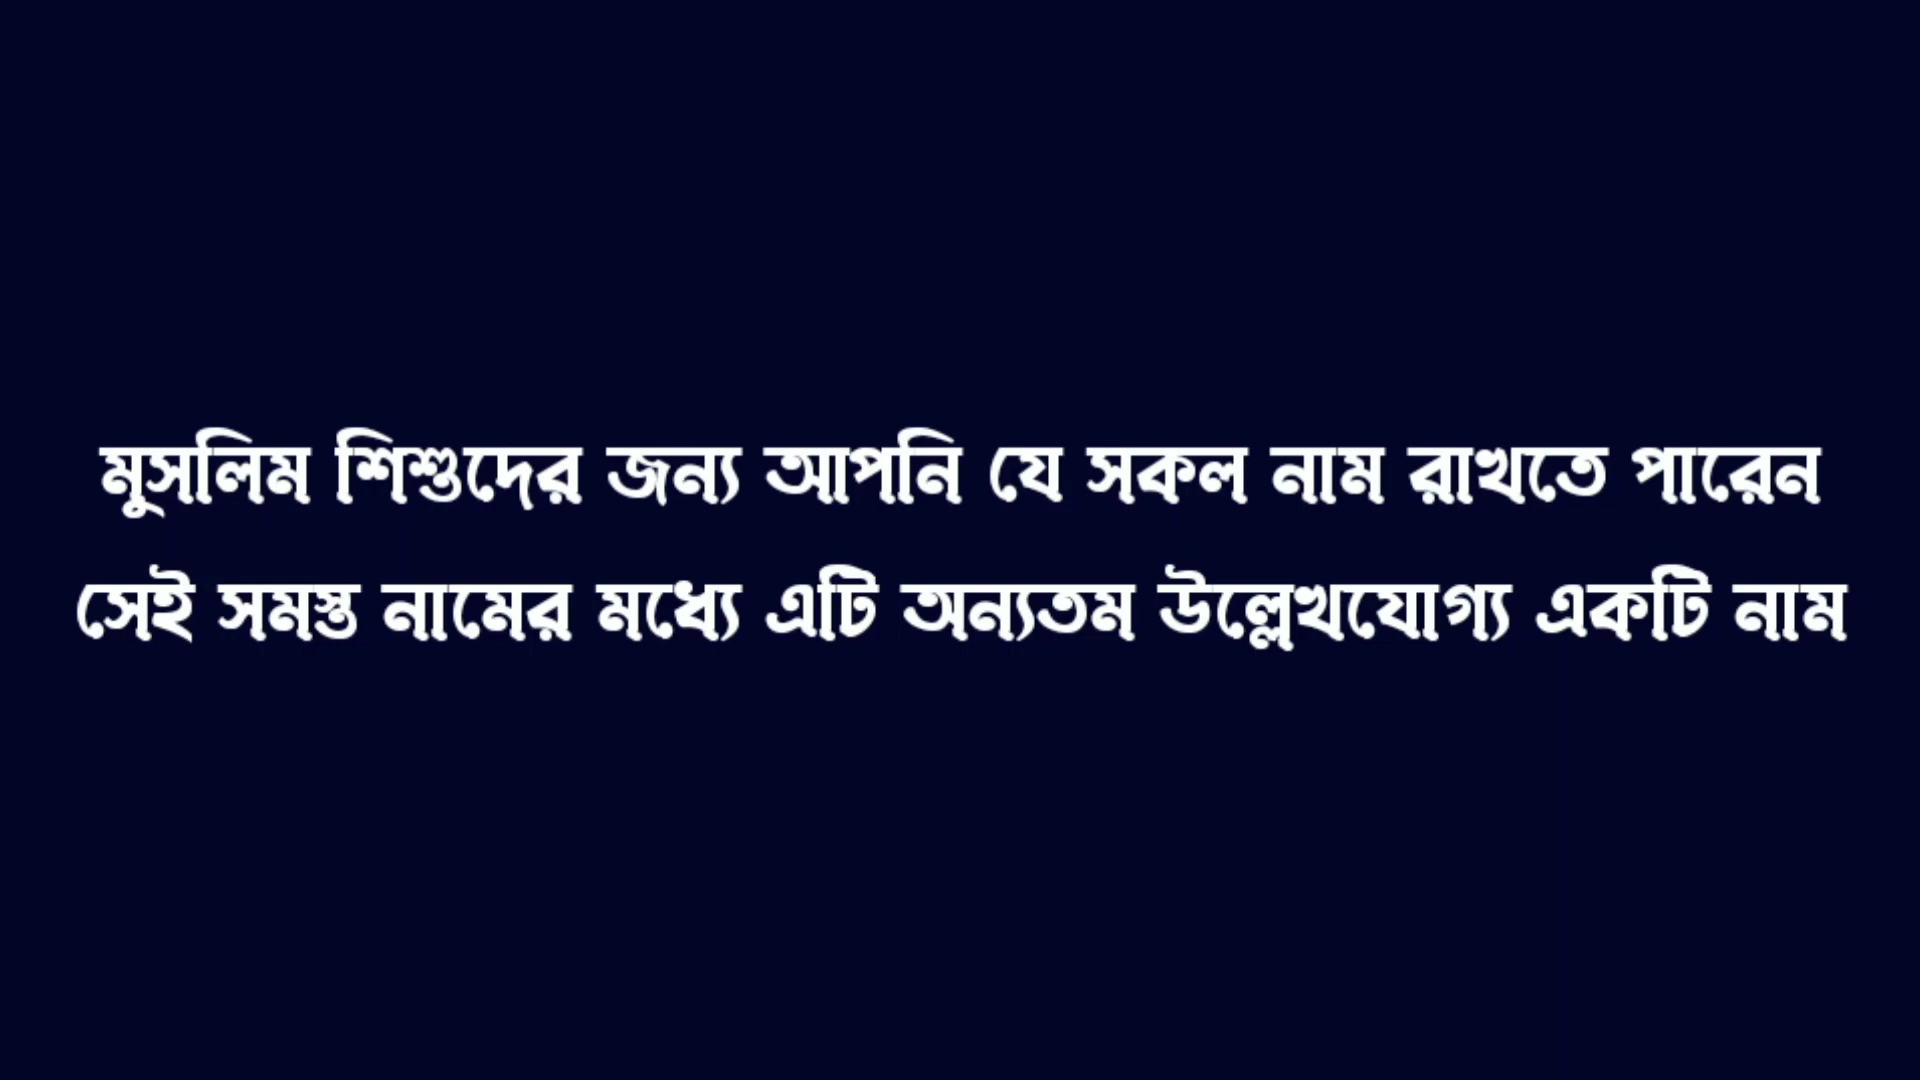 মুসলিম শিশুদের জন্য আপনি যে সকল নাম রাখতে পারেন
সেই সমস্ত নামের মধ্যে এটি অন্যতম উল্লেখযোগ্য একটি নাম